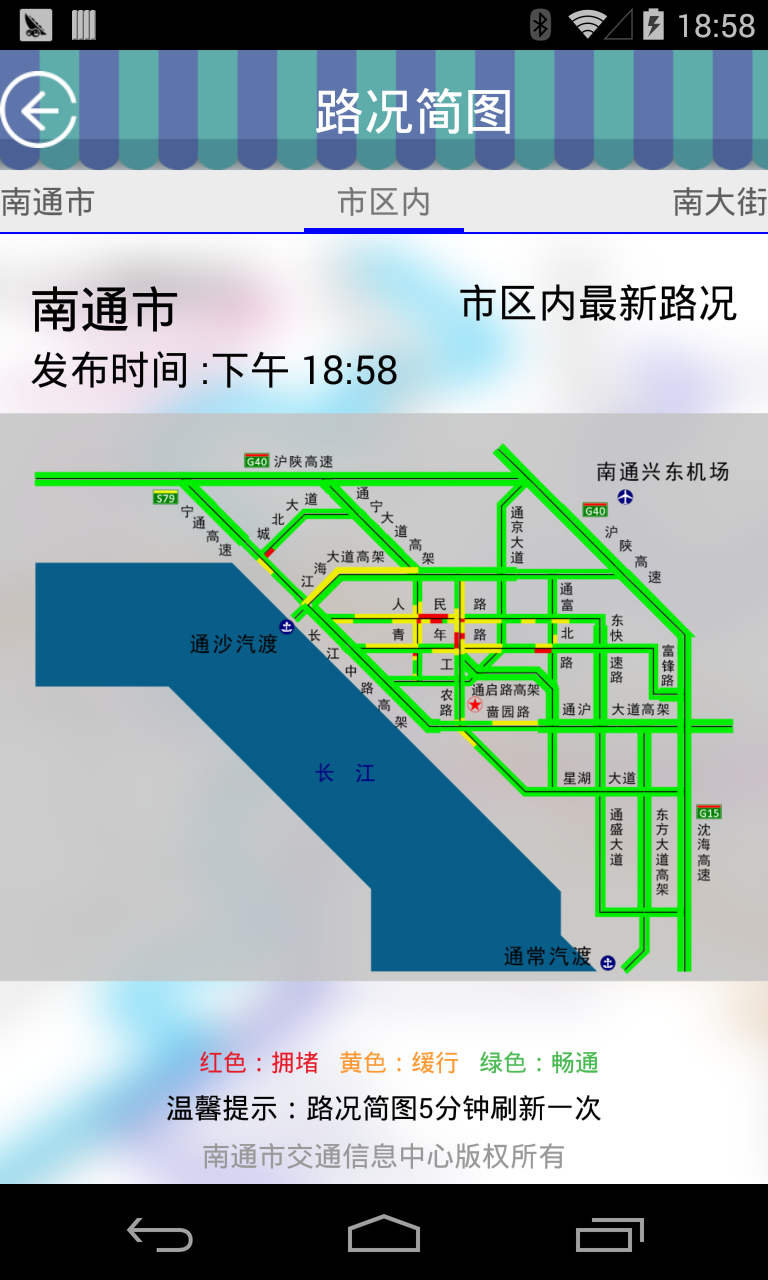 18:58
路况简图
南通市 市区内 南大街
南通市 市区内最新路况
发布时间 :下午 18:58
G40 沪陕高速
南通兴东机场
S79
宁通高速
城北大道
通宁大道高架
通京大道
G40
沪陕高速
江海大道高架
人民路
通富北路
东快速路
青年路
富锋路
通沙汽渡
长江中路高架
工农路
通启路高架
啬园路
通沪大道高架
长 江
星湖大道
通盛大道
东方大道高架
G15
沈海高速
通常汽渡
红色：拥堵 黄色：缓行 绿色：畅通
温馨提示：路况简图5分钟刷新一次
南通市交通信息中心版权所有